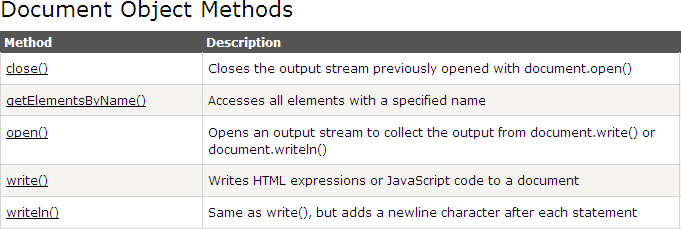 Document Object Methods
Method Description
close() Closes the output stream previously opened with document.open()
getElementsByName() Accesses all elements with a specified name
open() Opens an output stream to collect the output from document.write() or
document.writeln()
write() Writes HTML expressions or JavaScript code to a document
writeln() Same as write(), but adds a newline character after each statement